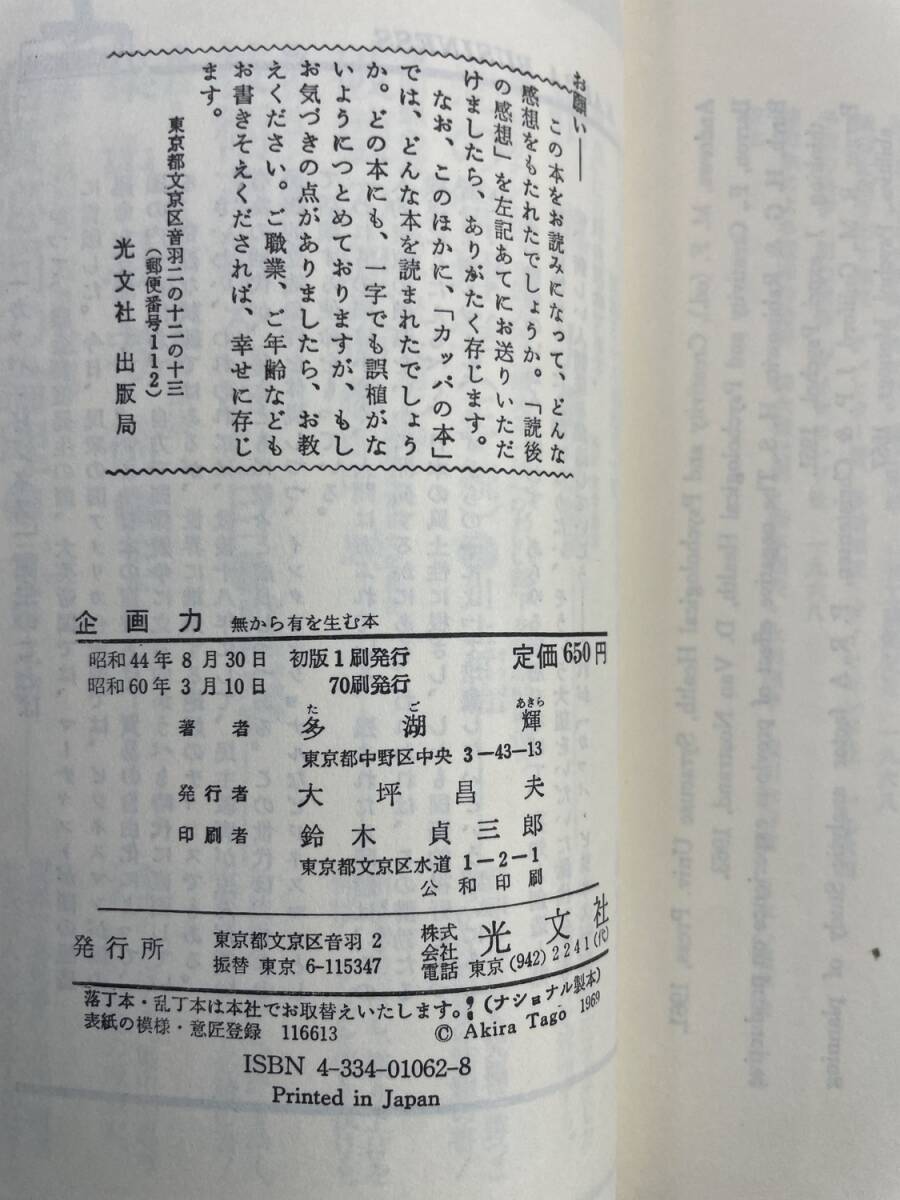 お願い――
この本をお読みになって、どんな
感想をもたれたでしょうか。「読後
の感想」を左記あてにお送りいただ
けましたら、ありがたく存じます。
なお、このほかに、「カッパの本」
では、どんな本を読まれたでしょう
か。どの本にも、一字でも誤植がな
いようにつとめておりますが、もし
お気づきの点がありましたら、お教
えください。ご職業、ご年齢なども
お書きそえくだされば、幸せに存じ
ます。
東京都文京区音羽二の十二の十三
(郵便番号112)
光文社 出版局
企画力 無から有を生む本
昭和44年8月30日 初版1刷発行 定価650円
昭和60年3月10日 70刷発行
たご あきら
著者 多湖輝
東京都中野区中央 3-43-13
発行者 大坪昌夫
印刷者 鈴木貞三郎
東京都文京区水道 1-2-1
公和印刷
発行所 東京都文京区音羽 2 株式会社 光文社
振替 東京 6-115347 電話 東京(942)2241(代)
落丁本・乱丁本は本社でお取替えいたします。 (ナショナル製本)
表紙の模様・意匠登録 116613 © Akira Tago 1969
ISBN 4-334-01062-8
Printed in Japan